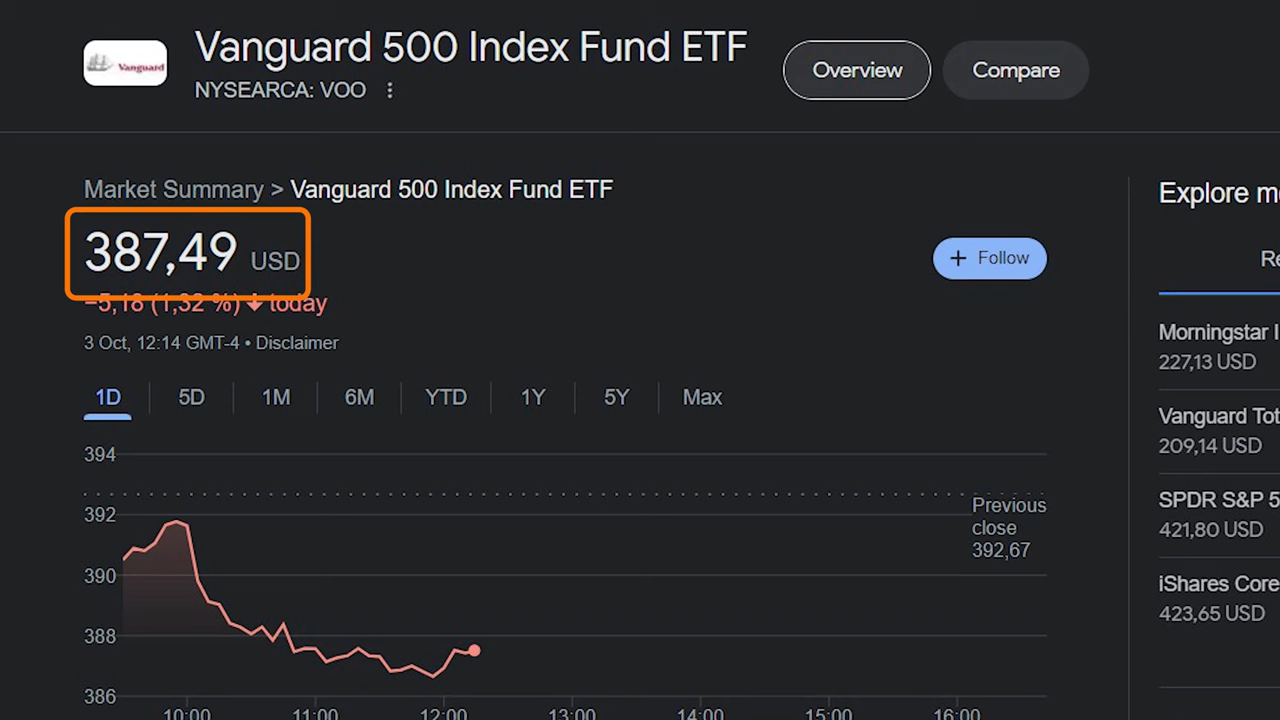 Vanguard 500 Index Fund ETF
NYSEARCA: VOO
Vanguard
Overview
Compare
Market Summary > Vanguard 500 Index Fund ETF
387,49 USD
−5,18 (1,32 %) ↓ today
3 Oct, 12:14 GMT-4 • Disclaimer
+ Follow
1D 5D 1M 6M YTD 1Y 5Y Max
394
392
390
388
386
Previous
close
392,67
10:00 11:00 12:00 13:00 14:00 15:00 16:00
Explore m
Re
Morningstar I
227,13 USD
Vanguard Tot
209,14 USD
SPDR S&P 5
421,80 USD
iShares Core
423,65 USD